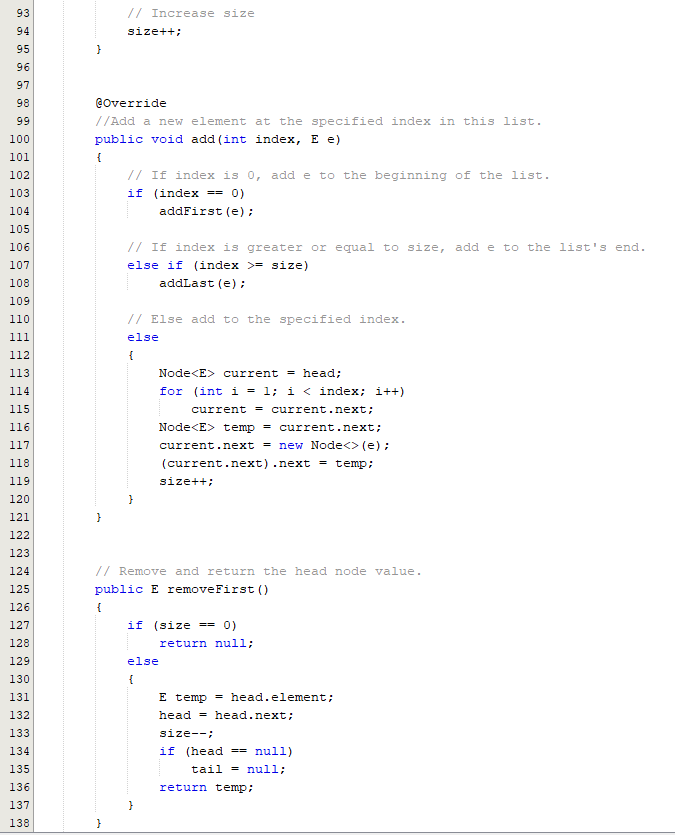 93 // Increase size
94 size++;
95 }
96
97
98 @Override
99 //Add a new element at the specified index in this list.
100 public void add(int index, E e)
101 {
102 // If index is 0, add e to the beginning of the list.
103 if (index == 0)
104 addFirst(e);
105
106 // If index is greater or equal to size, add e to the list's end.
107 else if (index >= size)
108 addLast(e);
109
110 // Else add to the specified index.
111 else
112 {
113 Node<E> current = head;
114 for (int i = 1; i < index; i++)
115 current = current.next;
116 Node<E> temp = current.next;
117 current.next = new Node<>(e);
118 (current.next).next = temp;
119 size++;
120 }
121 }
122
123
124 // Remove and return the head node value.
125 public E removeFirst()
126 {
127 if (size == 0)
128 return null;
129 else
130 {
131 E temp = head.element;
132 head = head.next;
133 size--;
134 if (head == null)
135 tail = null;
136 return temp;
137 }
138 }